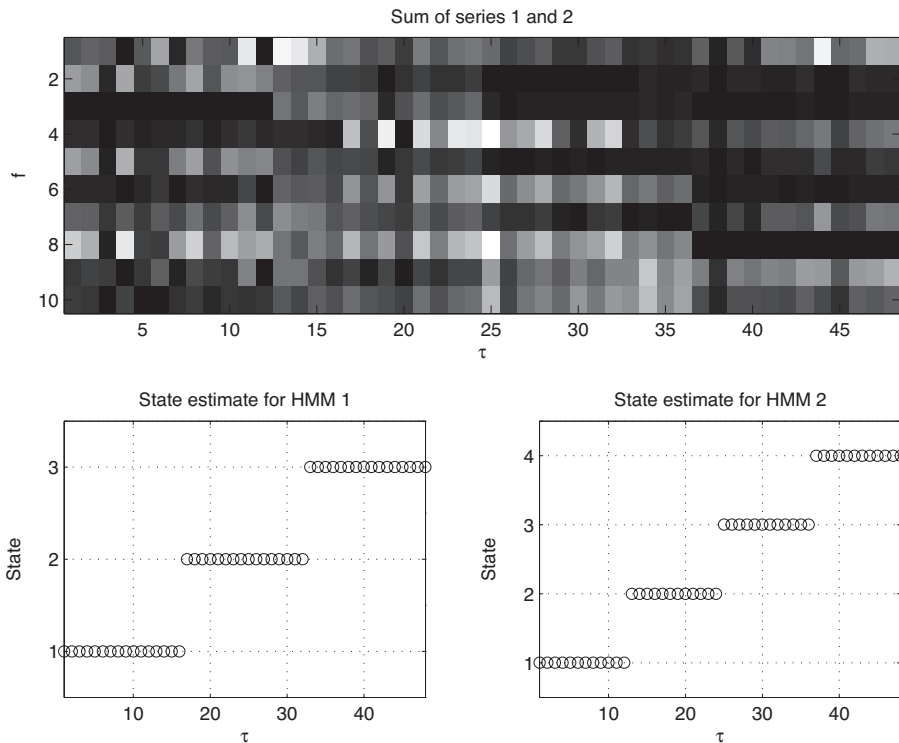 Sum of series 1 and 2
2
4
6
8
10
f
5 10 15 20 25 30 35 40 45
τ
State estimate for HMM 1
3
2
1
State
10 20 30 40
τ
State estimate for HMM 2
4
3
2
1
State
10 20 30 40
τ